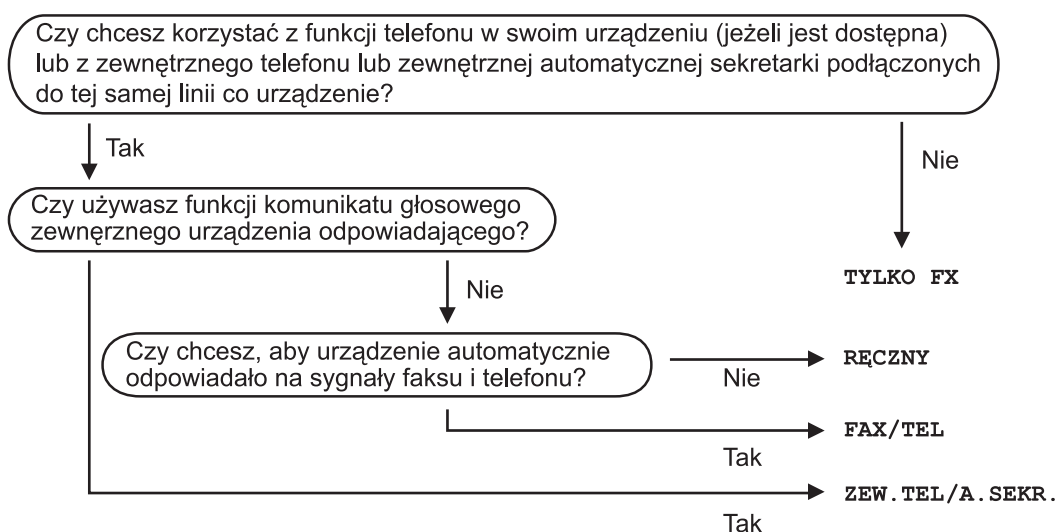 Czy chcesz korzystać z funkcji telefonu w swoim urządzeniu (jeżeli jest dostępna)
lub z zewnętrznego telefonu lub zewnętrznej automatycznej sekretarki podłączonych
do tej samej linii co urządzenie?
Tak
Nie
Czy używasz funkcji komunikatu głosowego
zewnęrznego urządzenia odpowiadającego?
TYLKO FX
Nie
Czy chcesz, aby urządzenie automatycznie
odpowiadało na sygnały faksu i telefonu?
Nie
RĘCZNY
FAX/TEL
Tak
ZEW.TEL/A.SEKR.
Tak